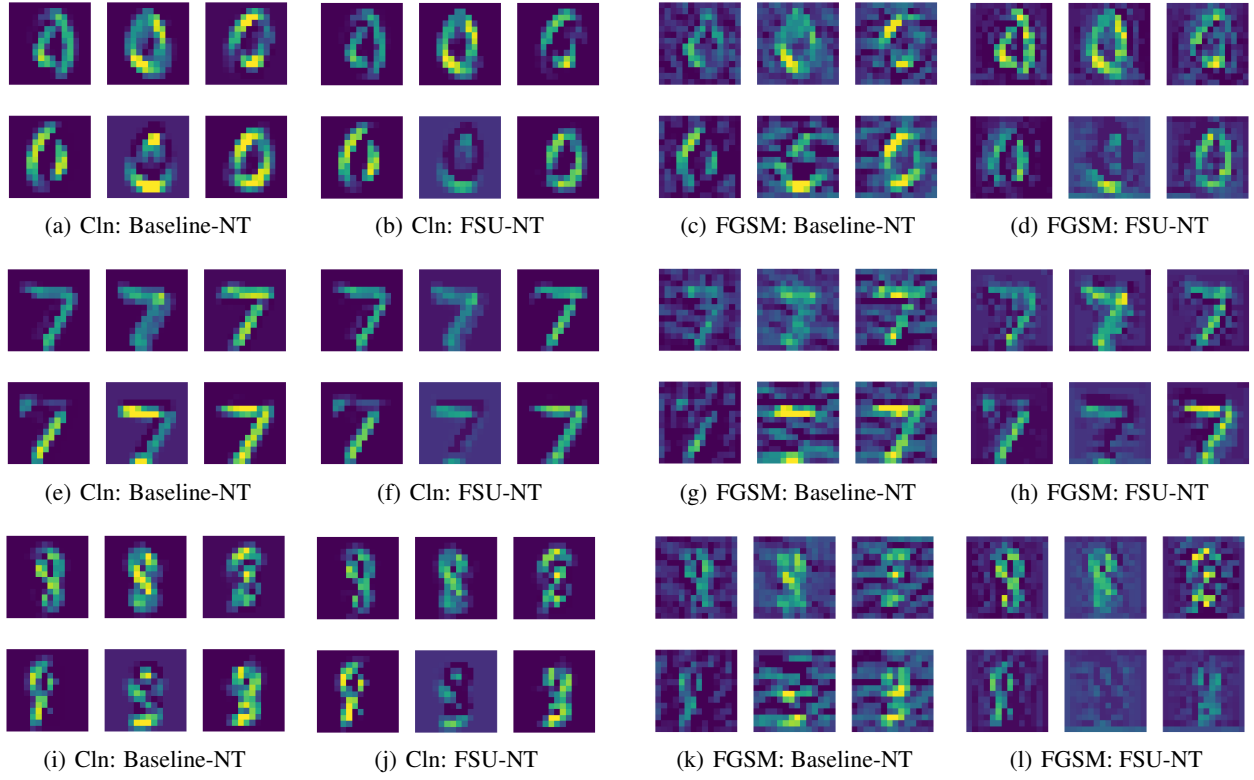 (a) Cln: Baseline-NT
(b) Cln: FSU-NT
(c) FGSM: Baseline-NT
(d) FGSM: FSU-NT
(e) Cln: Baseline-NT
(f) Cln: FSU-NT
(g) FGSM: Baseline-NT
(h) FGSM: FSU-NT
(i) Cln: Baseline-NT
(j) Cln: FSU-NT
(k) FGSM: Baseline-NT
(l) FGSM: FSU-NT